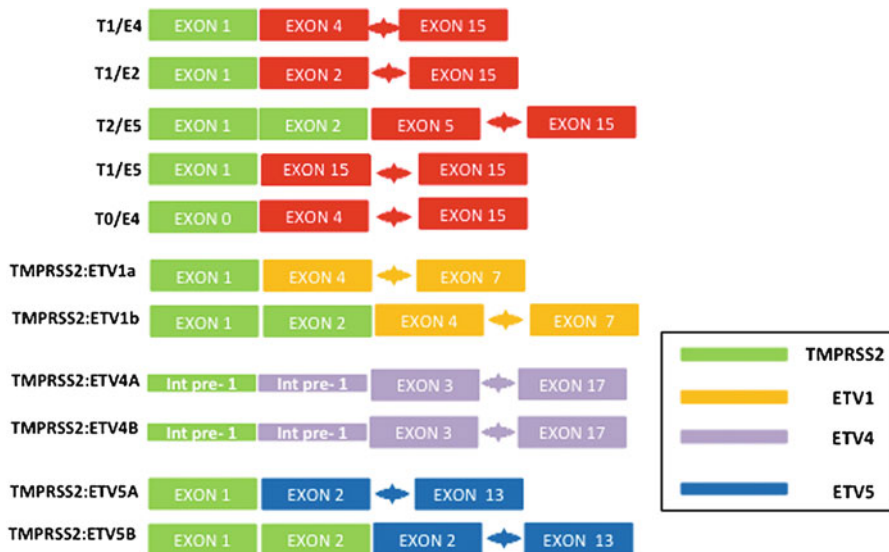 T1/E4 EXON 1 EXON 4 EXON 15
T1/E2 EXON 1 EXON 2 EXON 15
T2/E5 EXON 1 EXON 2 EXON 5 EXON 15
T1/E5 EXON 1 EXON 15 EXON 15
T0/E4 EXON 0 EXON 4 EXON 15
TMPRSS2:ETV1a EXON 1 EXON 4 EXON 7
TMPRSS2:ETV1b EXON 1 EXON 2 EXON 4 EXON 7
TMPRSS2:ETV4A Int pre- 1 Int pre- 1 EXON 3 EXON 17
TMPRSS2:ETV4B Int pre- 1 Int pre- 1 EXON 3 EXON 17
TMPRSS2:ETV5A EXON 1 EXON 2 EXON 13
TMPRSS2:ETV5B EXON 1 EXON 2 EXON 2 EXON 13
TMPRSS2
ETV1
ETV4
ETV5